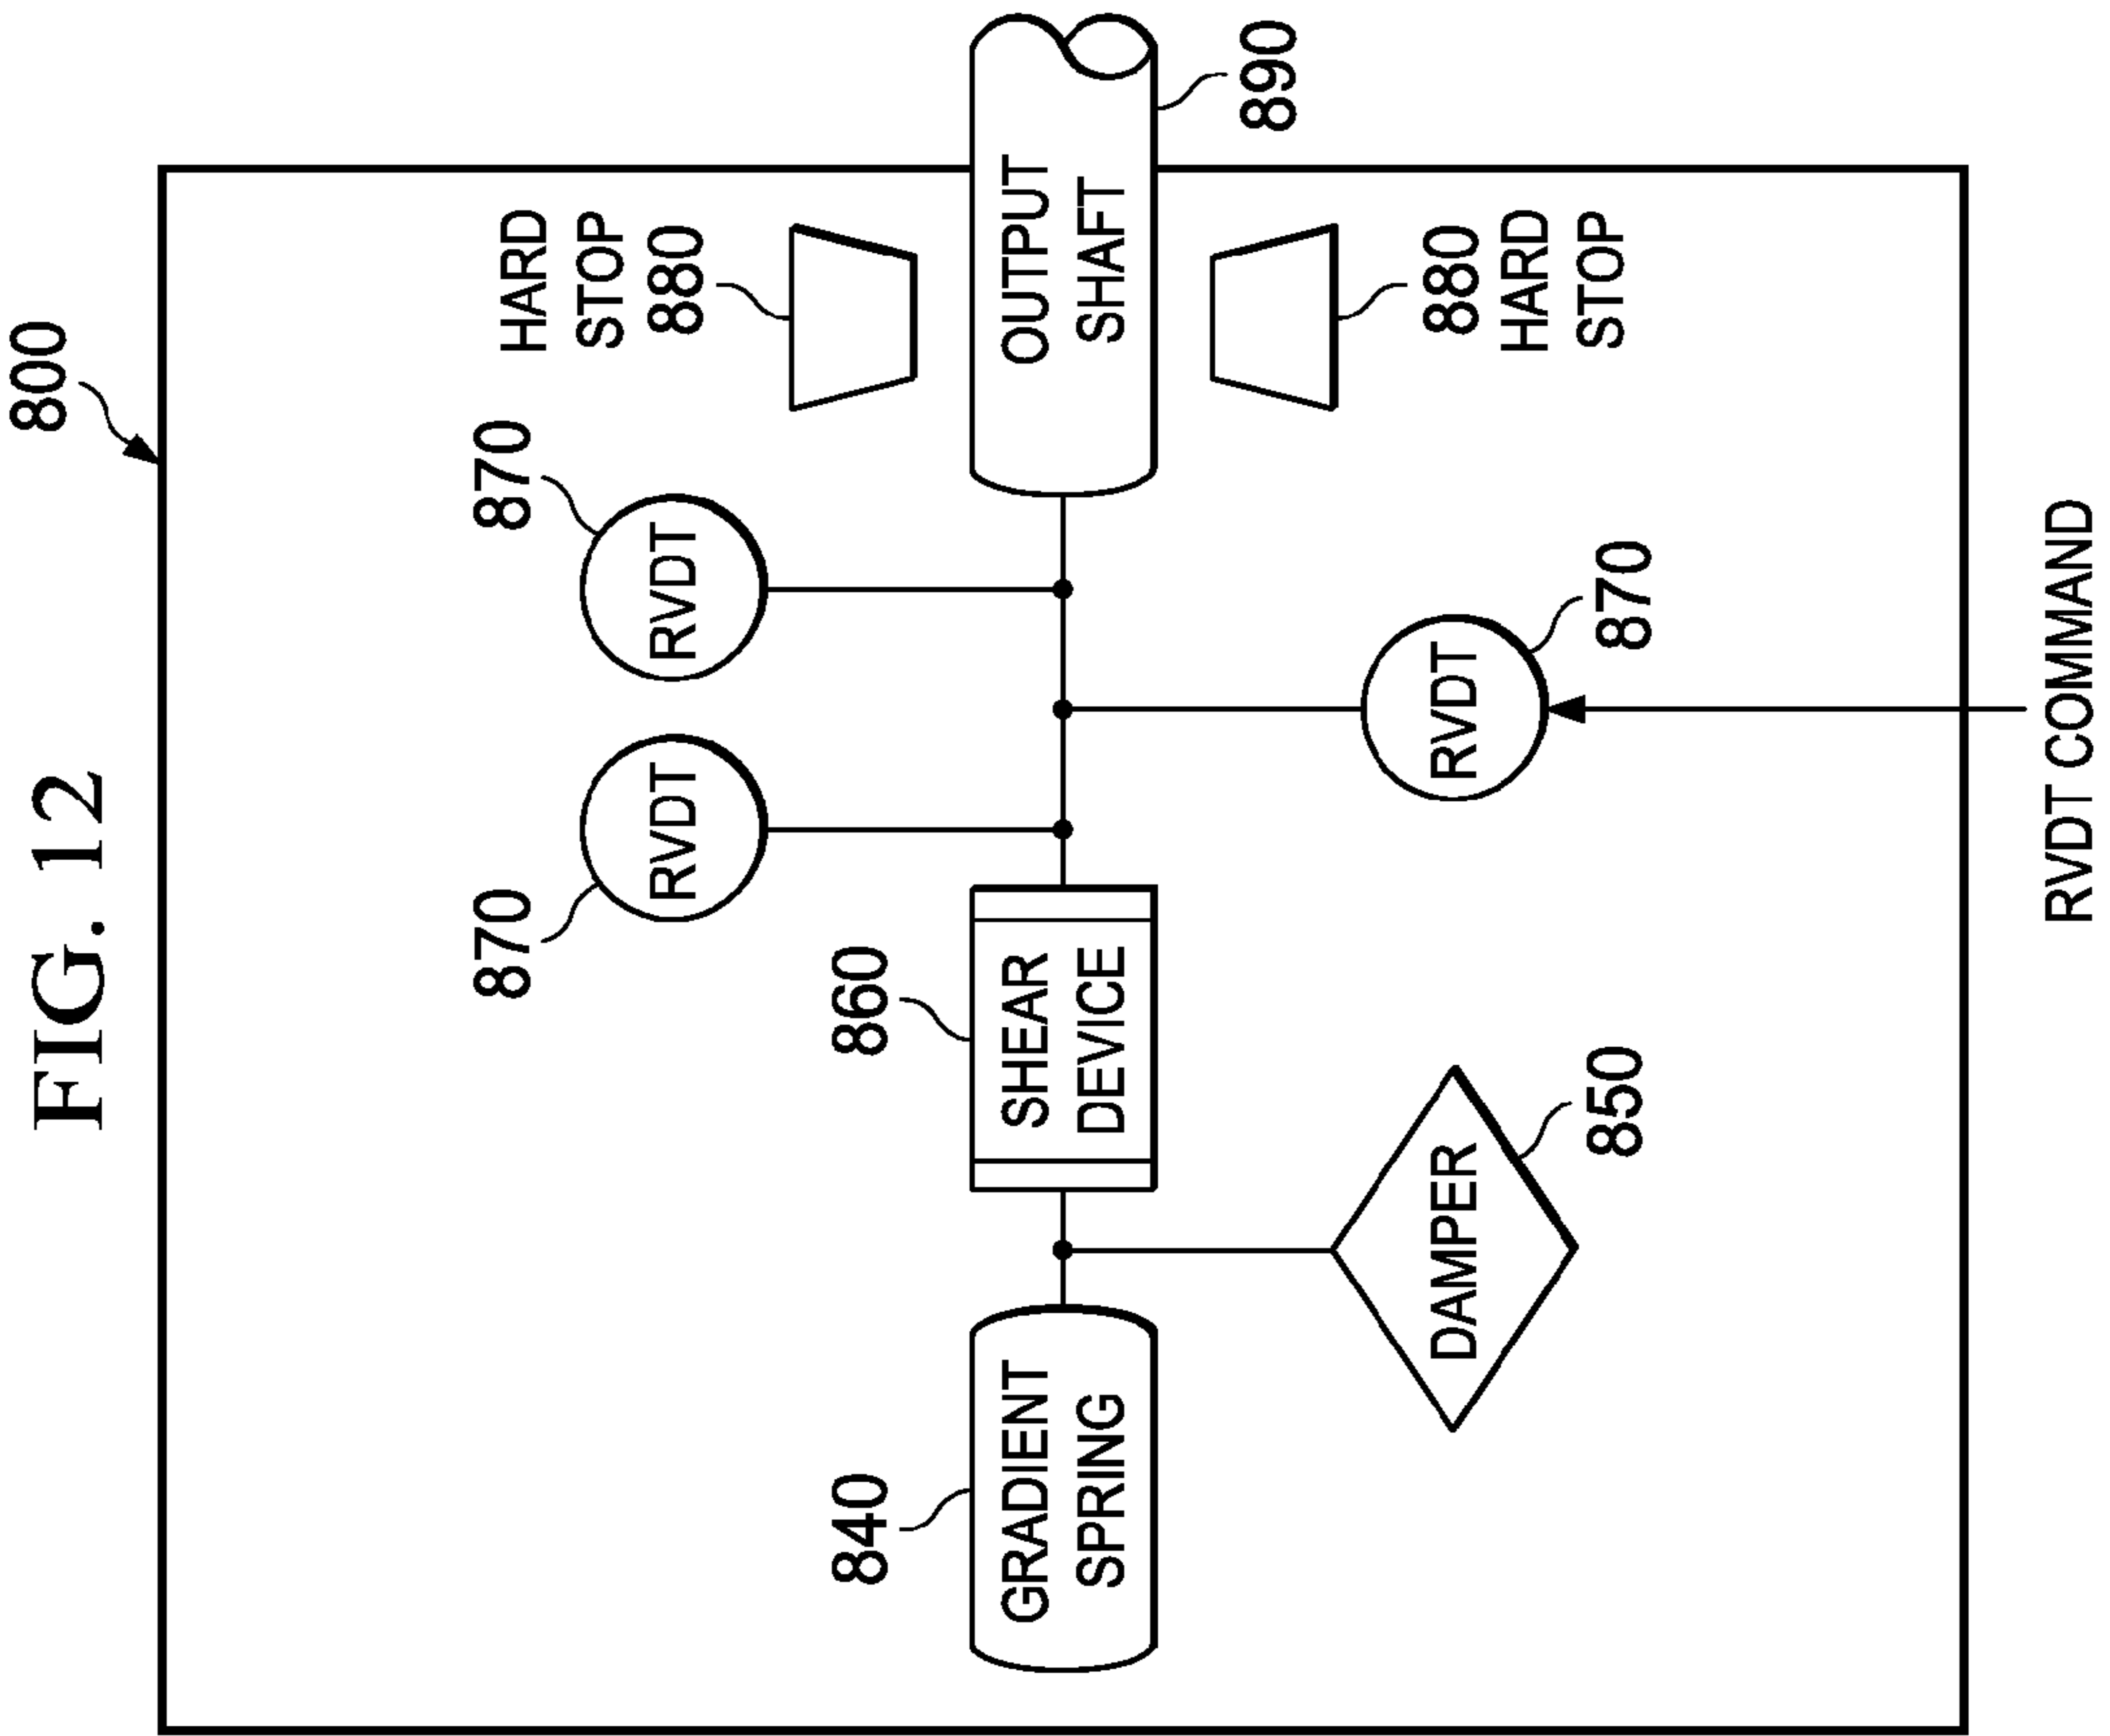 FIG. 12
800
870
RVDT
870
RVDT
HARD
STOP
880
840
GRADIENT
SPRING
860
SHEAR
DEVICE
OUTPUT
SHAFT
890
DAMPER
850
RVDT
870
880
HARD
STOP
RVDT COMMAND